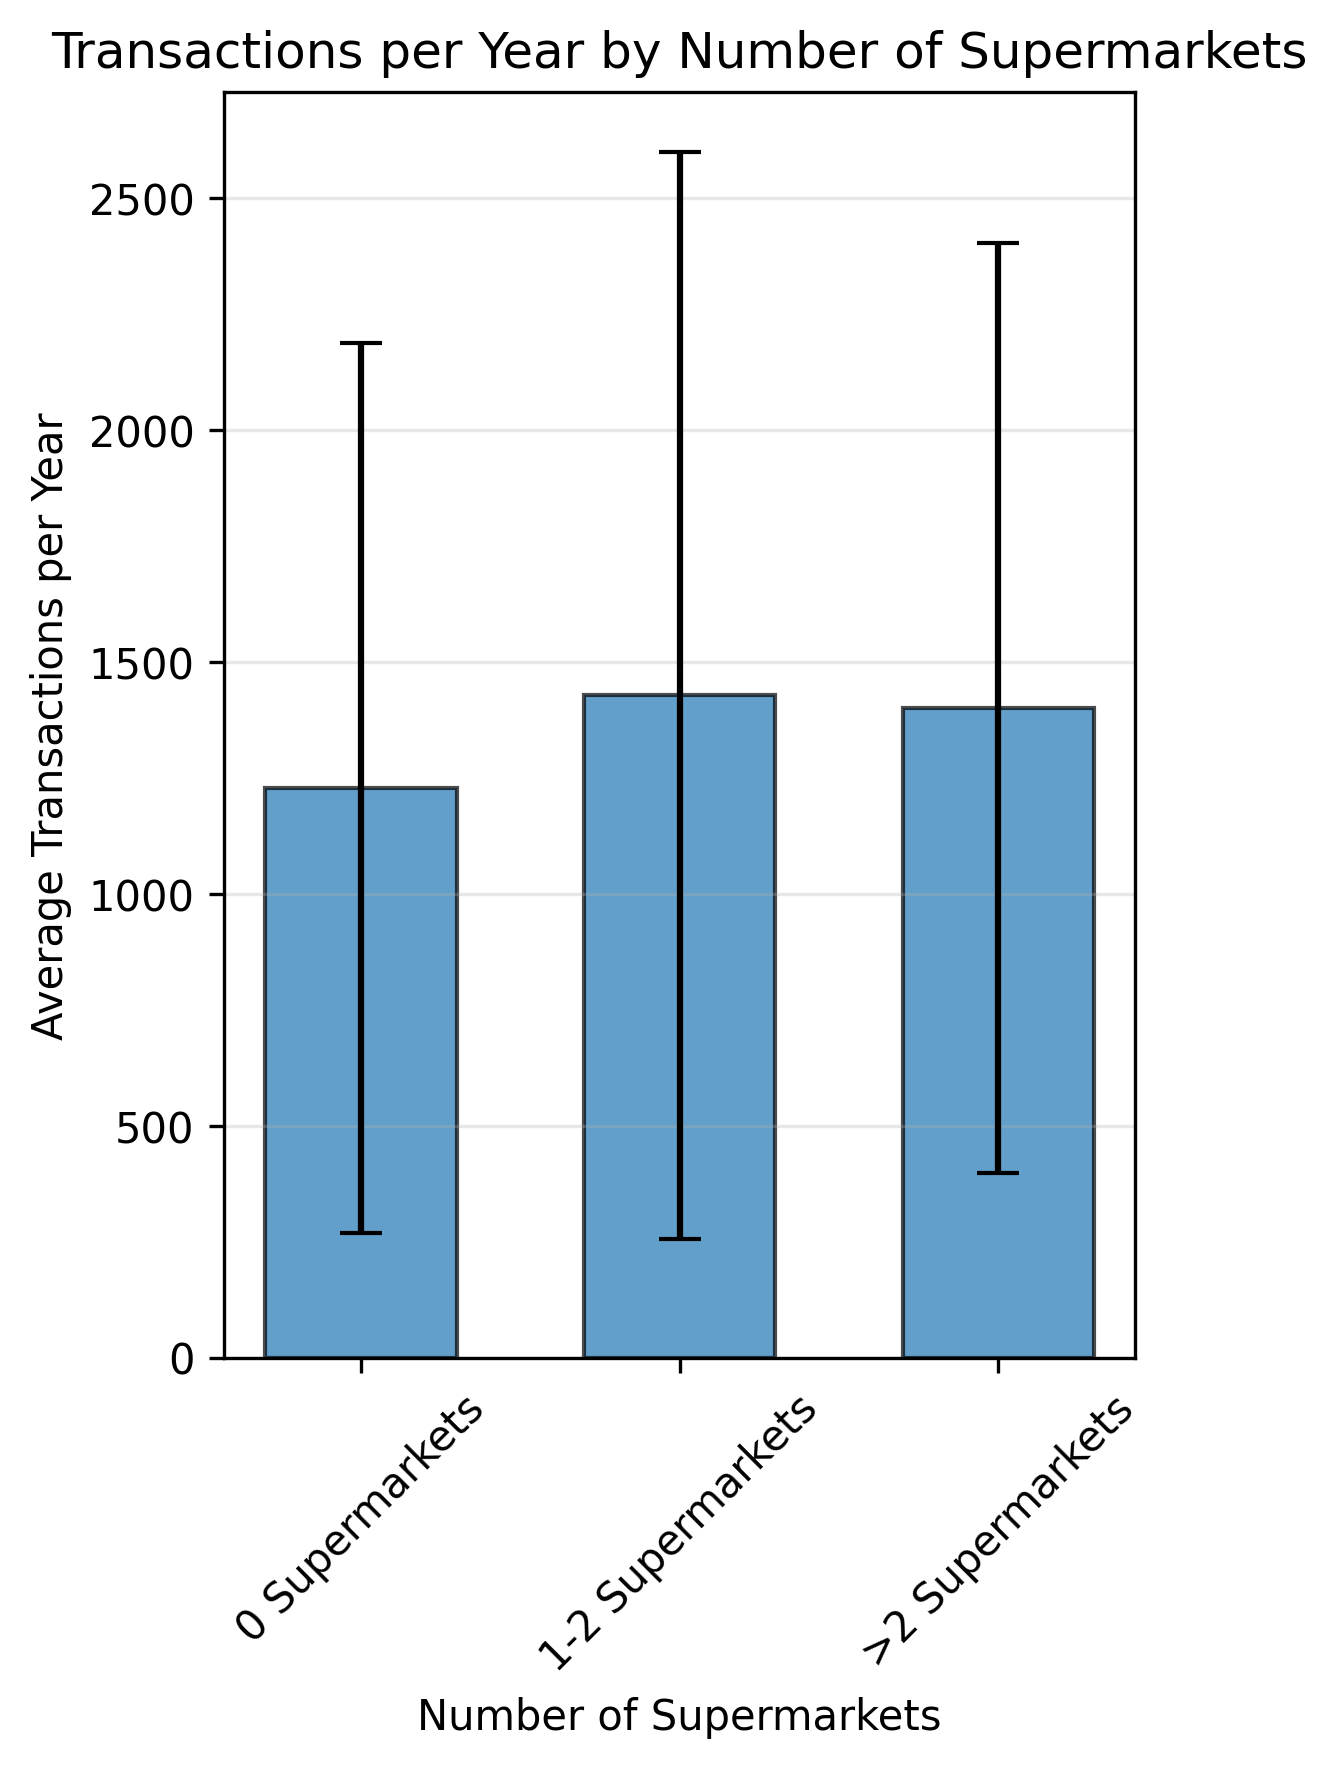 Transactions per Year by Number of Supermarkets
Average Transactions per Year
2500
2000
1500
1000
500
0
0 Supermarkets
1-2 Supermarkets
>2 Supermarkets
Number of Supermarkets